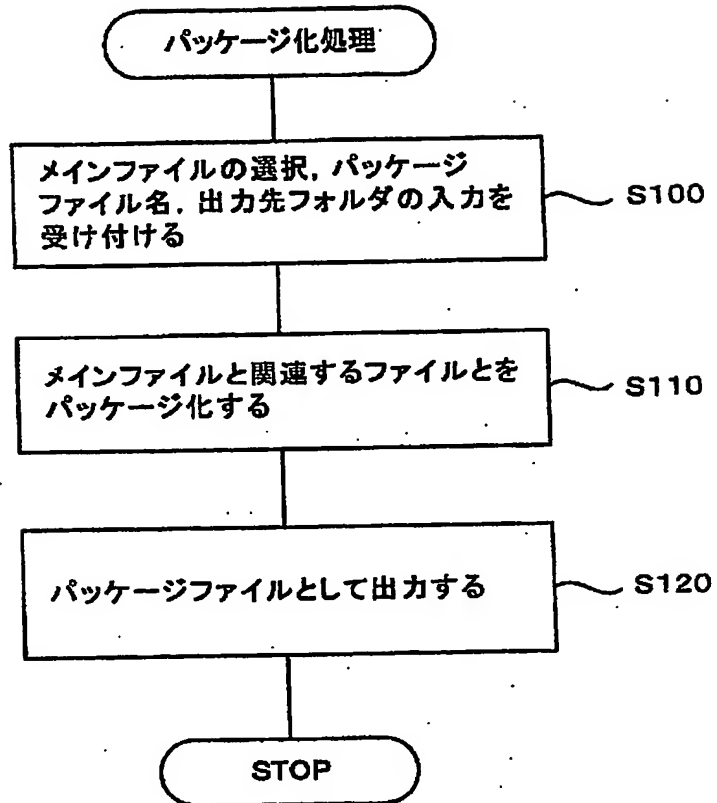 パッケージ化処理
メインファイルの選択，パッケージ
ファイル名，出力先フォルダの入力を
受け付ける
S100
メインファイルと関連するファイルとを
パッケージ化する
S110
パッケージファイルとして出力する
S120
STOP